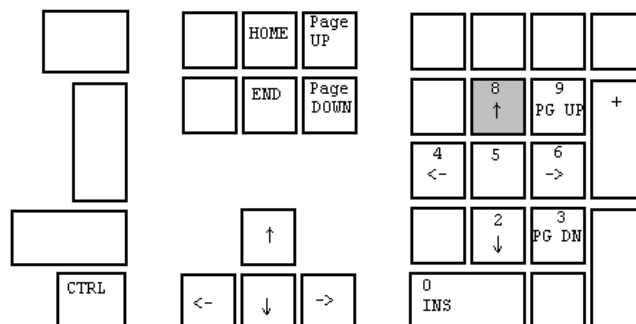 HOME
Page
UP
END
Page
DOWN
8
↑
9
PG UP
+
4
<-
5
6
->
↑
2
↓
3
PG DN
CTRL
<-
↓
->
0
INS